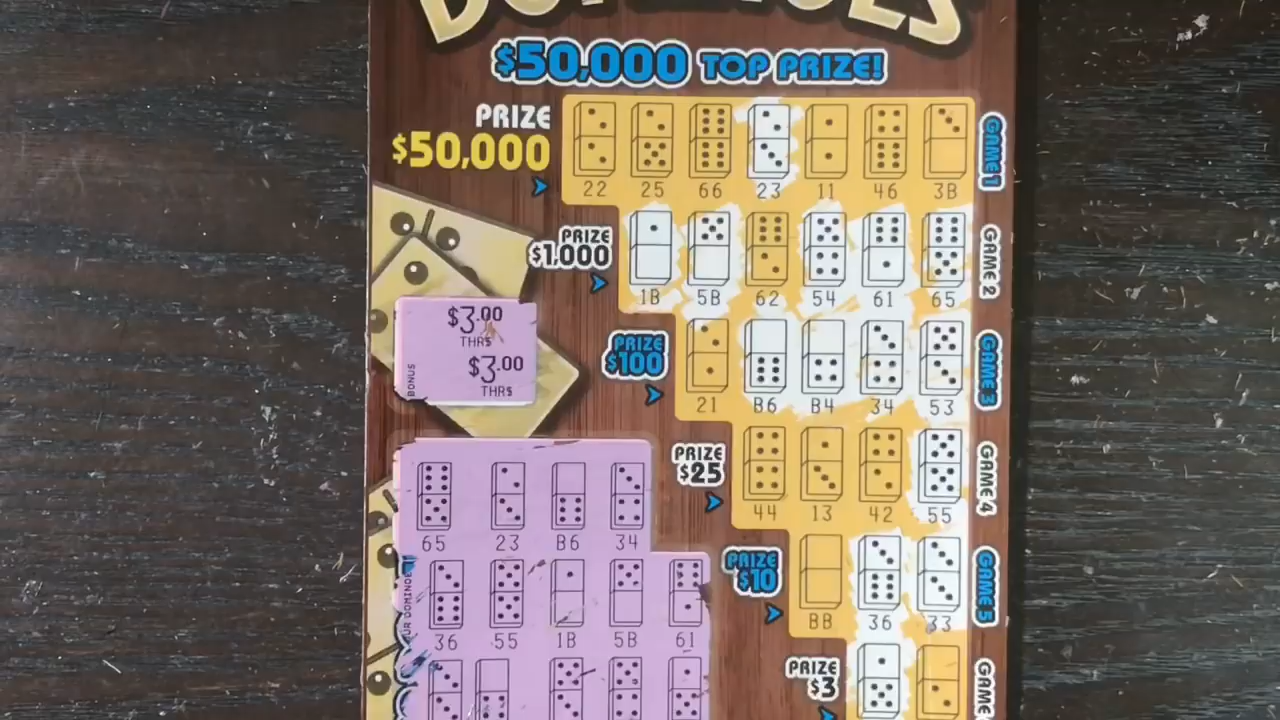 $50,000 TOP PRIZE!
PRIZE
$50,000
22 25 66 23 11 46 3B
GAME 1
PRIZE
$1,000
1B 5B 62 54 61 65
GAME 2
$3.00
THR$
$3.00
THR$
BONUS
PRIZE
$100
21 B6 B4 34 53
GAME 3
PRIZE
$25
44 13 42 55
GAME 4
65 23 B6 34
PRIZE
$10
BB 36 33
GAME 5
36 55 1B 5B 61
PRIZE
$3
GAME